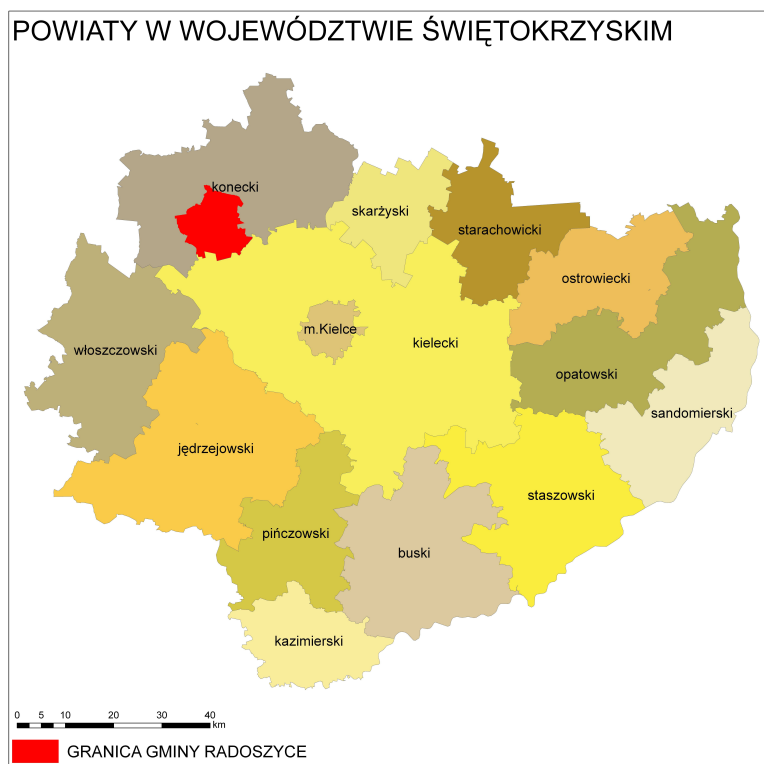 POWIATY W WOJEWÓDZTWIE ŚWIĘTOKRZYSKIM
konecki
skarżyski
starachowicki
ostrowiecki
m.Kielce
kielecki
włoszczowski
opatowski
sandomierski
jędrzejowski
staszowski
pińczowski
buski
kazimierski
0 5 10 20 30 40
km
GRANICA GMINY RADOSZYCE